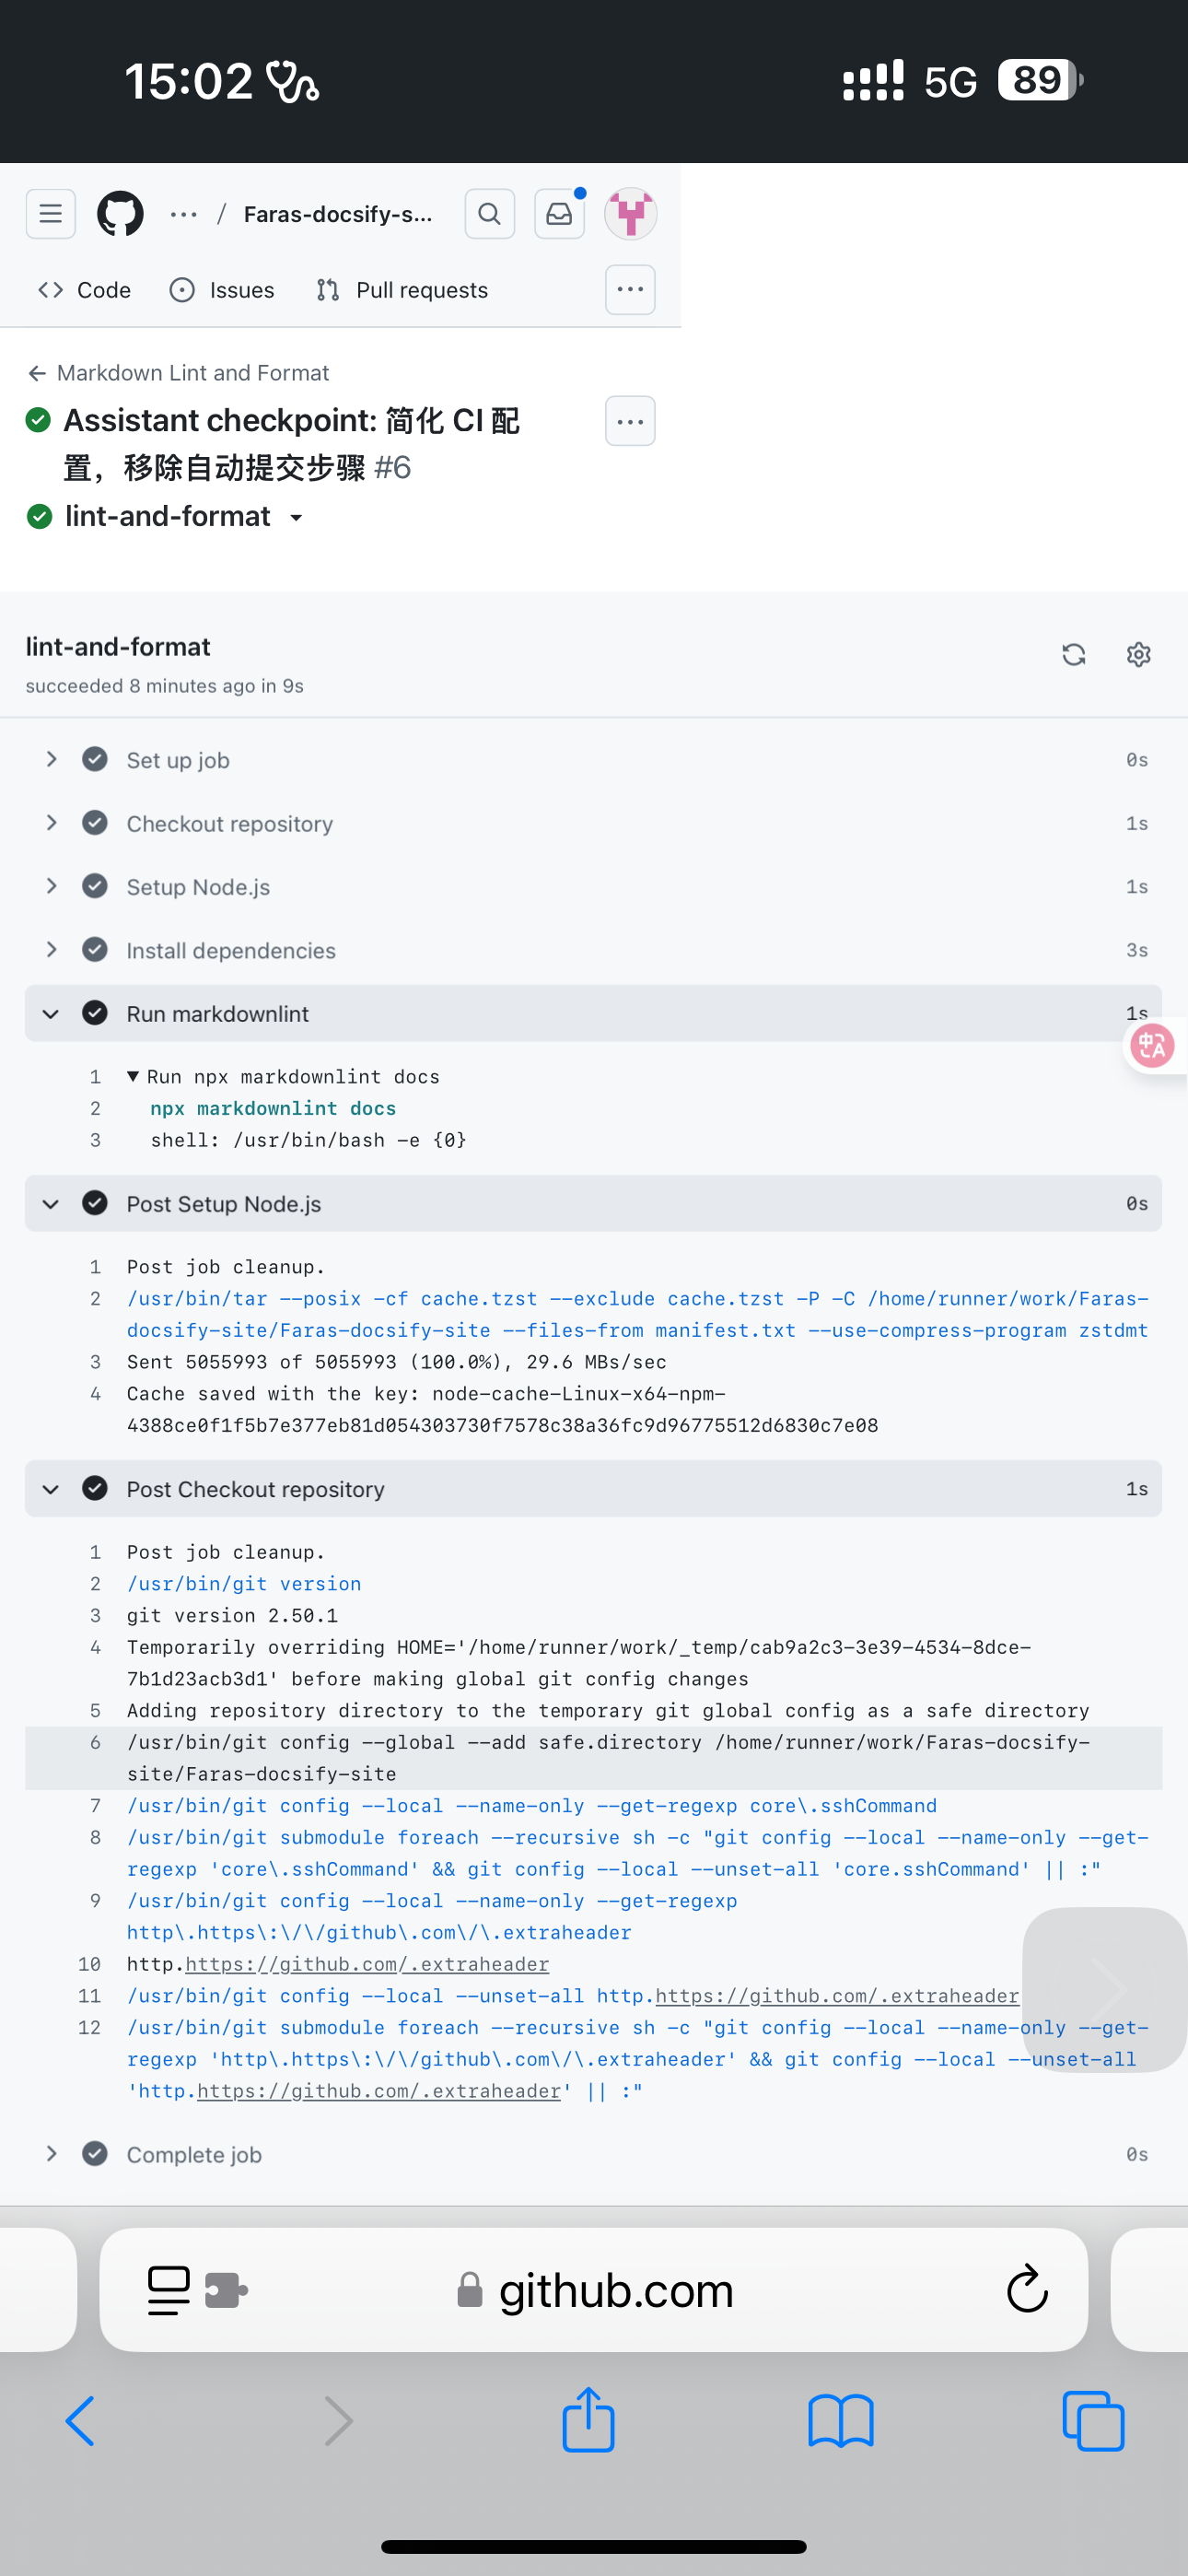 15:02
5G 89
··· / Faras-docsify-s...
Code Issues Pull requests
← Markdown Lint and Format
Assistant checkpoint: 简化 CI 配
置，移除自动提交步骤 #6
lint-and-format
lint-and-format
succeeded 8 minutes ago in 9s
Set up job 0s
Checkout repository 1s
Setup Node.js 1s
Install dependencies 3s
Run markdownlint 1s
中A
1 ▼ Run npx markdownlint docs
2 npx markdownlint docs
3 shell: /usr/bin/bash -e {0}
Post Setup Node.js 0s
1 Post job cleanup.
2 /usr/bin/tar --posix -cf cache.tzst --exclude cache.tzst -P -C /home/runner/work/Faras-
docsify-site/Faras-docsify-site --files-from manifest.txt --use-compress-program zstdmt
3 Sent 5055993 of 5055993 (100.0%), 29.6 MBs/sec
4 Cache saved with the key: node-cache-Linux-x64-npm-
4388ce0f1f5b7e377eb81d054303730f7578c38a36fc9d96775512d6830c7e08
Post Checkout repository 1s
1 Post job cleanup.
2 /usr/bin/git version
3 git version 2.50.1
4 Temporarily overriding HOME='/home/runner/work/_temp/cab9a2c3-3e39-4534-8dce-
7b1d23acb3d1' before making global git config changes
5 Adding repository directory to the temporary git global config as a safe directory
6 /usr/bin/git config --global --add safe.directory /home/runner/work/Faras-docsify-
site/Faras-docsify-site
7 /usr/bin/git config --local --name-only --get-regexp core\.sshCommand
8 /usr/bin/git submodule foreach --recursive sh -c "git config --local --name-only --get-
regexp 'core\.sshCommand' && git config --local --unset-all 'core.sshCommand' || :"
9 /usr/bin/git config --local --name-only --get-regexp
http\.https\:\/\/github\.com\/\.extraheader
10 http.https://github.com/.extraheader
11 /usr/bin/git config --local --unset-all http.https://github.com/.extraheader
12 /usr/bin/git submodule foreach --recursive sh -c "git config --local --name-only --get-
regexp 'http\.https\:\/\/github\.com\/\.extraheader' && git config --local --unset-all
'http.https://github.com/.extraheader' || :"
Complete job 0s
github.com